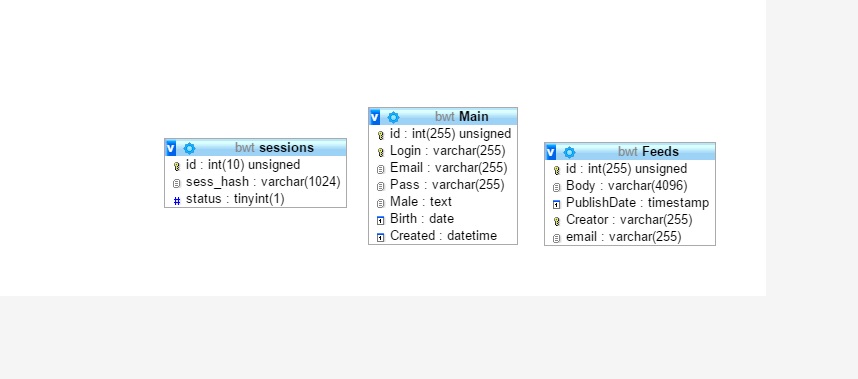 v bwt sessions
id : int(10) unsigned
sess_hash : varchar(1024)
# status : tinyint(1)
v bwt Main
id : int(255) unsigned
Login : varchar(255)
Email : varchar(255)
Pass : varchar(255)
Male : text
Birth : date
Created : datetime
v bwt Feeds
id : int(255) unsigned
Body : varchar(4096)
PublishDate : timestamp
Creator : varchar(255)
email : varchar(255)